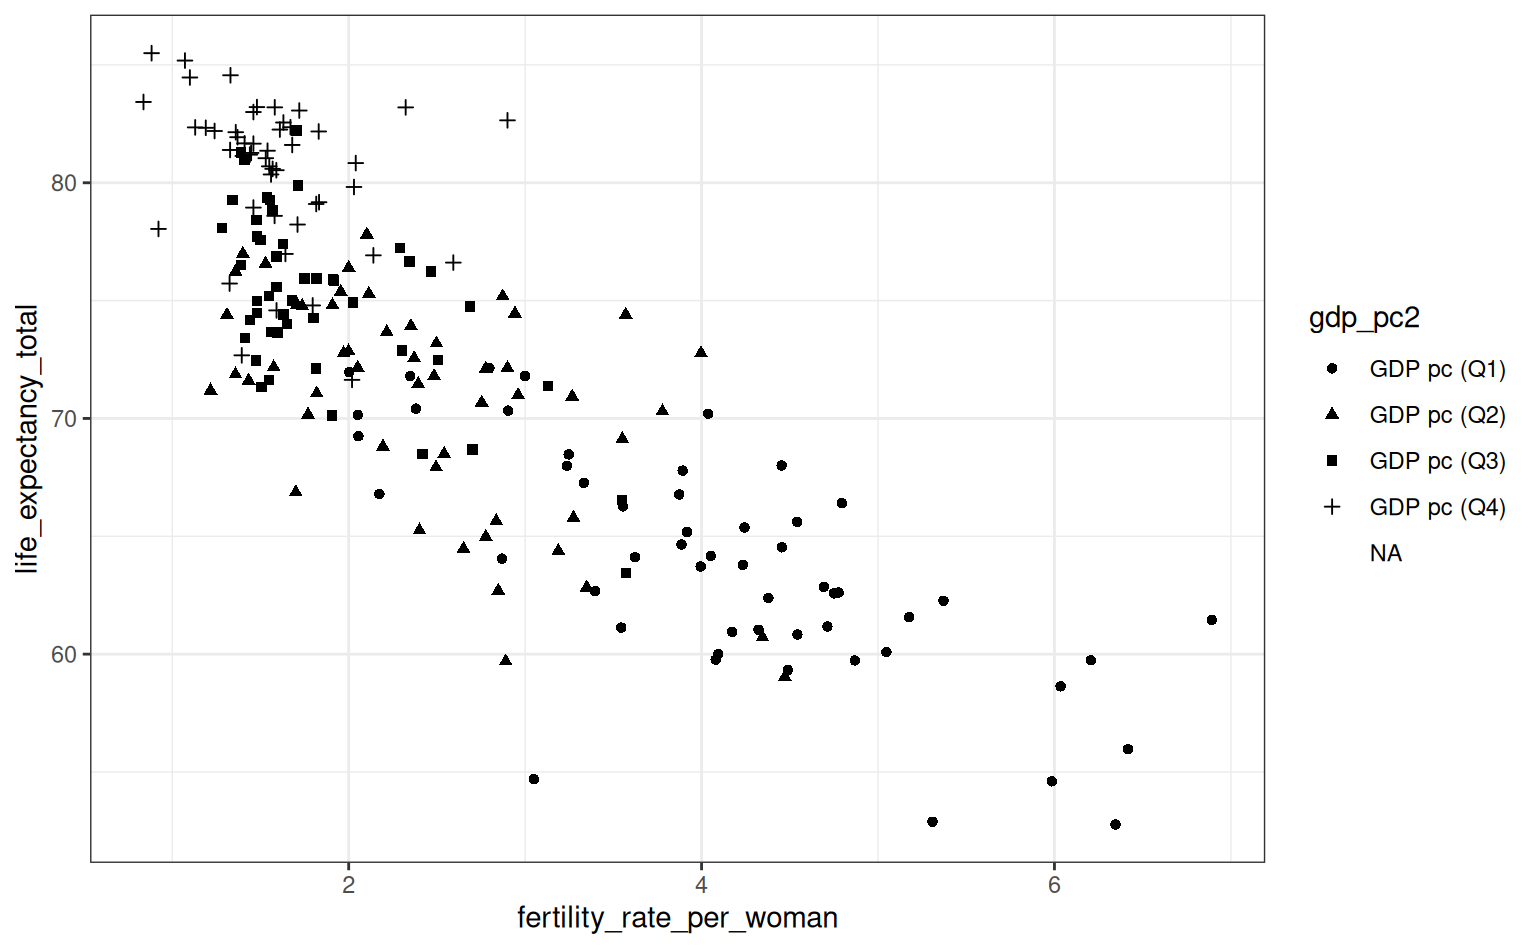 life_expectancy_total
80
70
60
2
4
6
fertility_rate_per_woman
gdp_pc2
GDP pc (Q1)
GDP pc (Q2)
GDP pc (Q3)
GDP pc (Q4)
NA